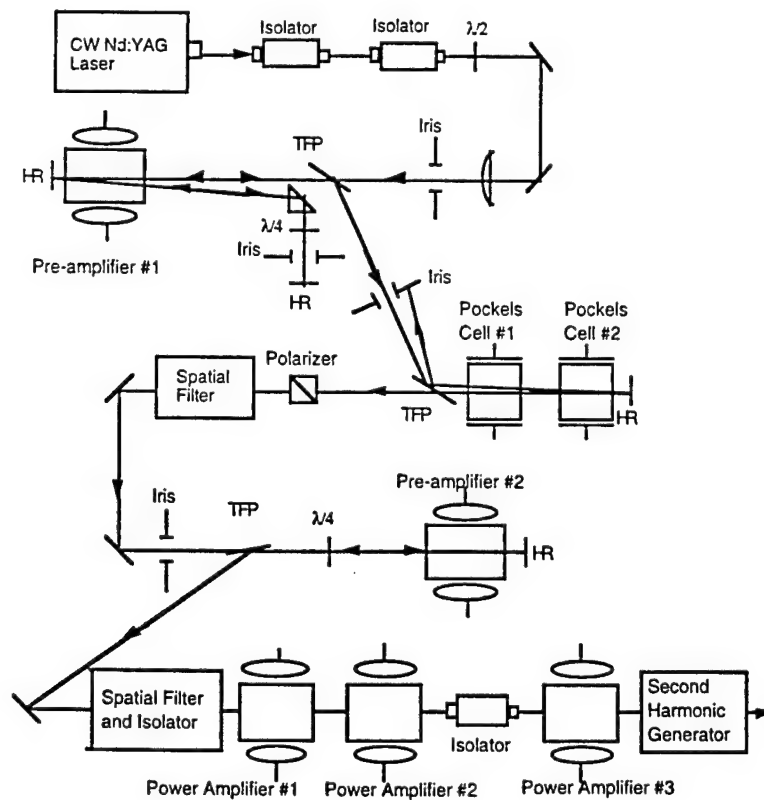 CW Nd:YAG
Laser
Isolator
Isolator
λ/2
Iris
TFP
HR
λ/4
Iris
HR
Pre-amplifier #1
Iris
Pockels
Cell #1
Pockels
Cell #2
Polarizer
Spatial
Filter
TFP
HR
Pre-amplifier #2
Iris
TFP
λ/4
HR
Spatial Filter
and Isolator
Isolator
Second
Harmonic
Generator
Power Amplifier #1
Power Amplifier #2
Power Amplifier #3